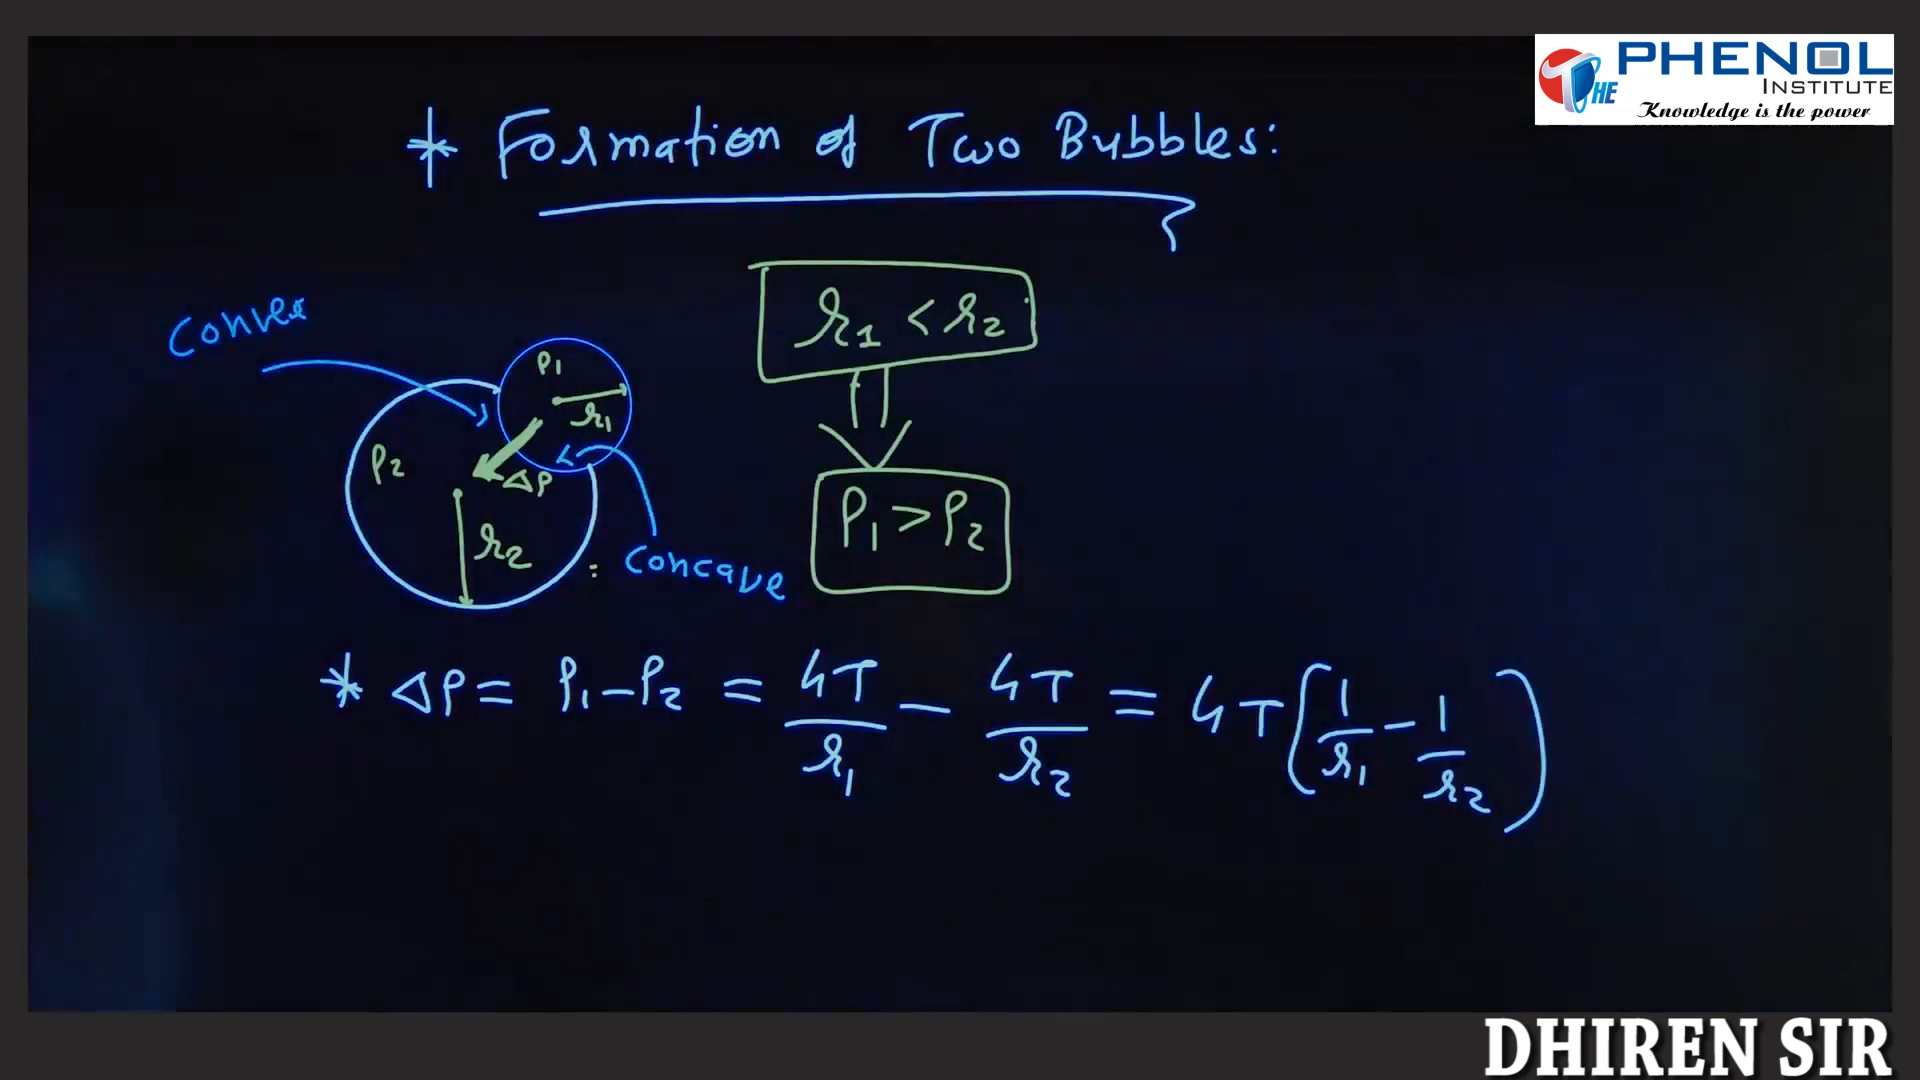 THE PHENOL
INSTITUTE
Knowledge is the power
* Formation of Two Bubbles:
r₁ < r₂
Convex
P₁
r₁
P₂
ΔP
r₂
P₁ > P₂
: Concave
* ΔP = P₁ - P₂ = 4T/r₁ - 4T/r₂ = 4T(1/r₁ - 1/r₂)
DHIREN SIR